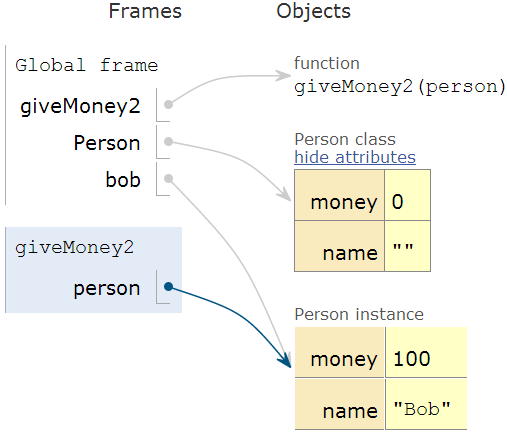 Frames Objects
Global frame
giveMoney2
Person
bob
giveMoney2
person
function
giveMoney2(person)
Person class
hide attributes
money 0
name ""
Person instance
money 100
name "Bob"